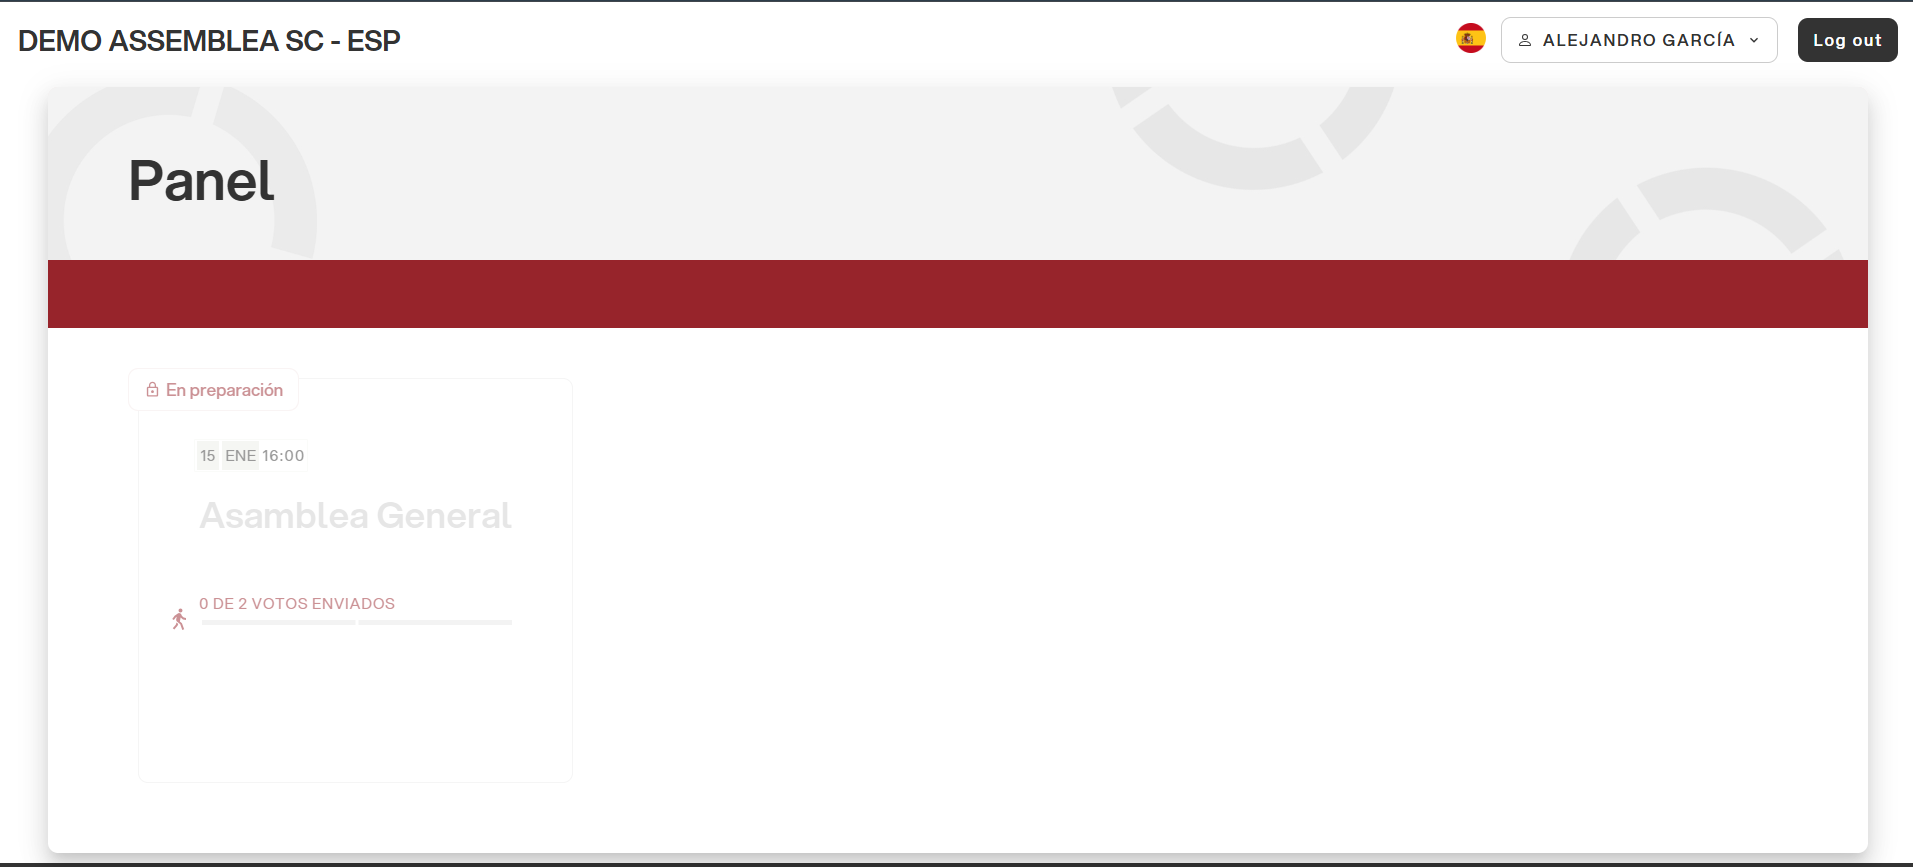 DEMO ASSEMBLEA SC - ESP
ALEJANDRO GARCÍA
Log out
Panel
En preparación
15 ENE 16:00
Asamblea General
0 DE 2 VOTOS ENVIADOS